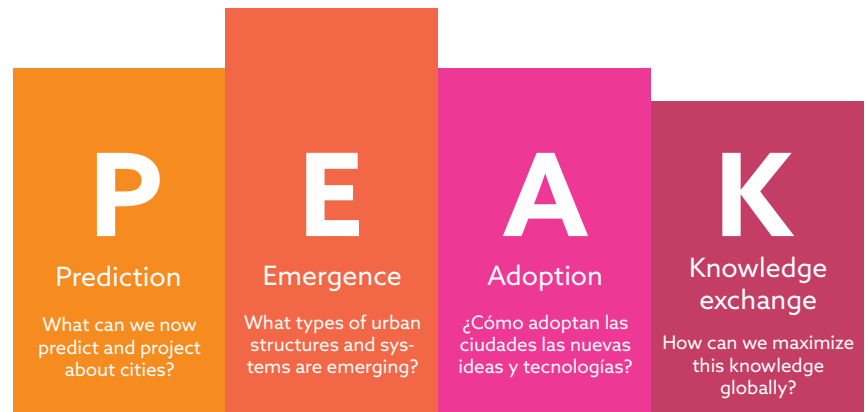 P
Prediction
What can we now
predict and project
about cities?
E
Emergence
What types of urban
structures and sys-
tems are emerging?
A
Adoption
¿Cómo adoptan las
ciudades las nuevas
ideas y tecnologías?
K
Knowledge
exchange
How can we maximize
this knowledge
globally?